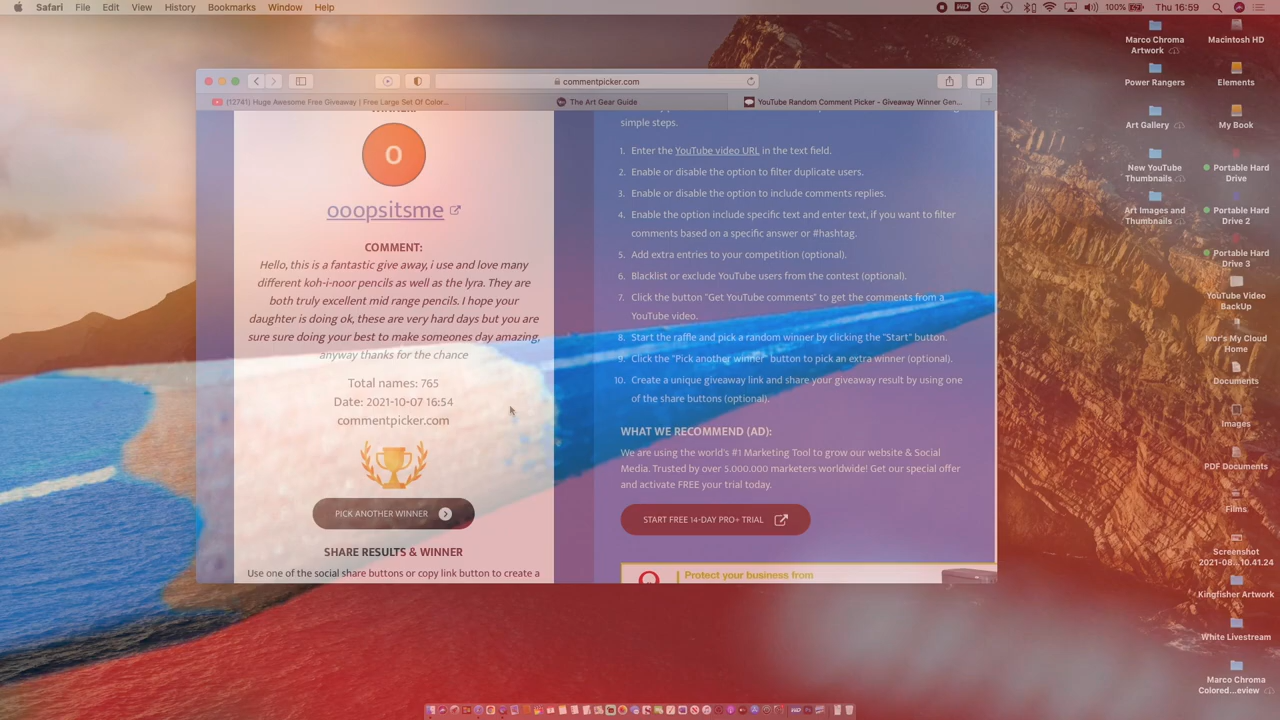 Safari File Edit View History Bookmarks Window Help
100% Thu 16:59
commentpicker.com
(12741) Huge Awesome Free Giveaway | Free Large Set Of Color...
The Art Gear Guide
YouTube Random Comment Picker - Giveaway Winner Gen...
O
ooopsitsme
COMMENT:
Hello, this is a fantastic give away, i use and love many
different koh-i-noor pencils as well as the lyra. They are
both truly excellent mid range pencils. I hope your
daughter is doing ok, these are very hard days but you are
sure sure doing your best to make someones day amazing,
anyway thanks for the chance
Total names: 765
Date: 2021-10-07 16:54
commentpicker.com
PICK ANOTHER WINNER
SHARE RESULTS & WINNER
Use one of the social share buttons or copy link button to create a
simple steps.
1. Enter the YouTube video URL in the text field.
2. Enable or disable the option to filter duplicate users.
3. Enable or disable the option to include comments replies.
4. Enable the option include specific text and enter text, if you want to filter
comments based on a specific answer or #hashtag.
5. Add extra entries to your competition (optional).
6. Blacklist or exclude YouTube users from the contest (optional).
7. Click the button "Get YouTube comments" to get the comments from a
YouTube video.
8. Start the raffle and pick a random winner by clicking the "Start" button.
9. Click the "Pick another winner" button to pick an extra winner (optional).
10. Create a unique giveaway link and share your giveaway result by using one
of the share buttons (optional).
WHAT WE RECOMMEND (AD):
We are using the world's #1 Marketing Tool to grow our website & Social
Media. Trusted by over 5.000.000 marketers worldwide! Get our special offer
and activate FREE your trial today.
START FREE 14-DAY PRO+ TRIAL
Protect your business from
Marco Chroma
Artwork
Macintosh HD
Power Rangers
Elements
Art Gallery
My Book
New YouTube
Thumbnails
Portable Hard
Drive
Art Images and
Thumbnails
Portable Hard
Drive 2
Portable Hard
Drive 3
YouTube Video
BackUp
Ivor's My Cloud
Home
Documents
Images
PDF Documents
Films
Screenshot
2021-08...10.41.24
Kingfisher Artwork
White Livestream
Marco Chroma
Colored...eview